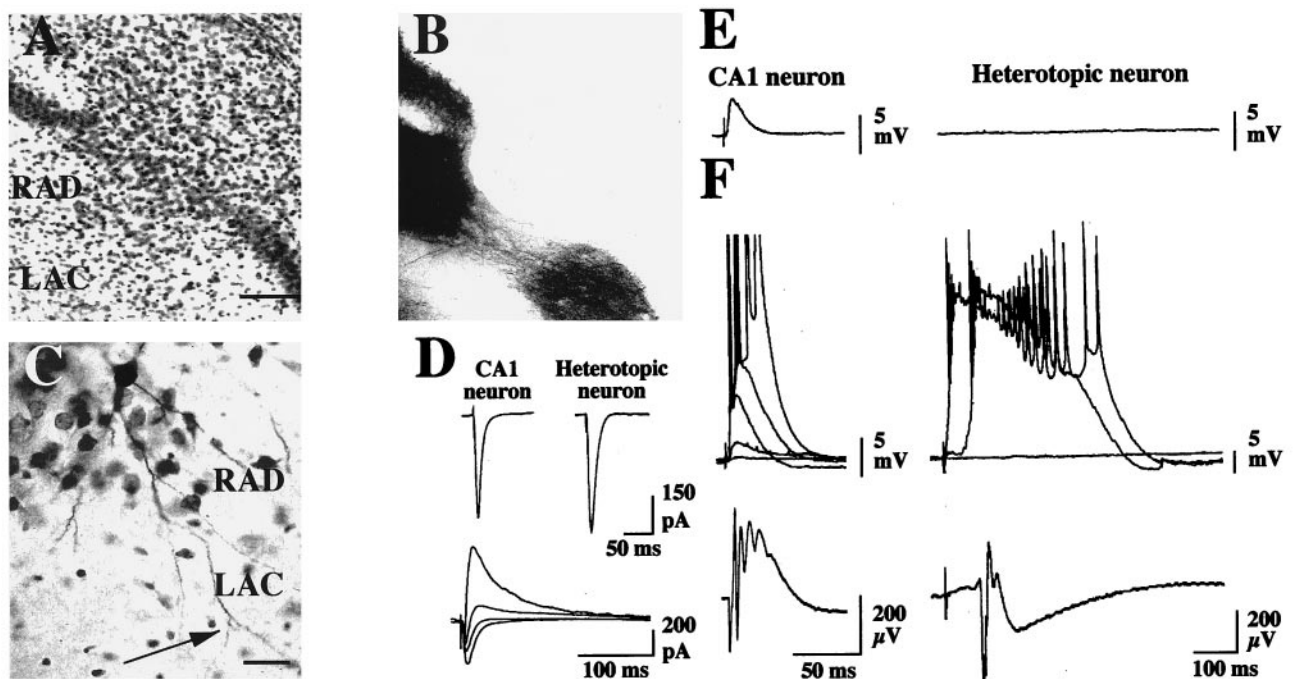 A
RAD
LAC
B
C
RAD
LAC
D
CA1
neuron
Heterotopic
neuron
150
pA
50 ms
200
pA
100 ms
E
CA1 neuron
Heterotopic neuron
5
mV
5
mV
F
5
mV
5
mV
200
μV
50 ms
200
μV
100 ms